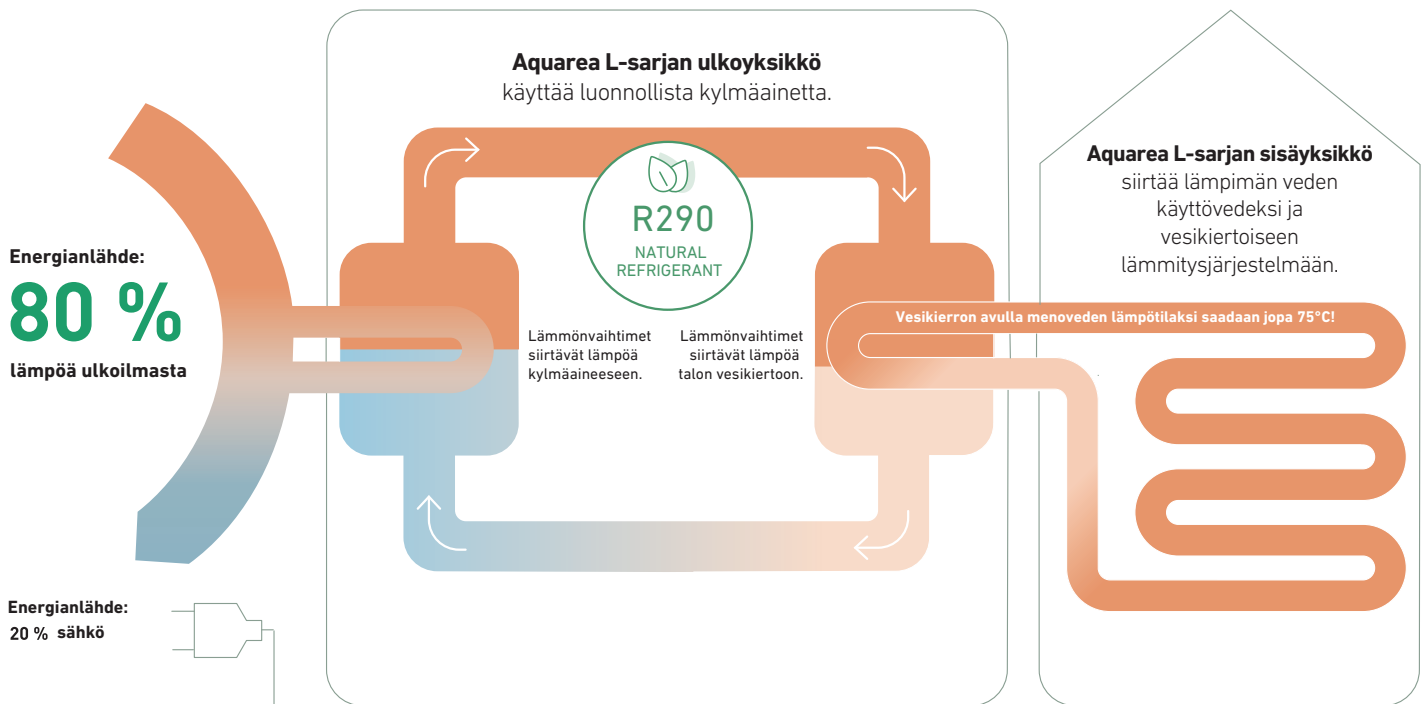 Aquarea L-sarjan ulkoyksikkö
käyttää luonnollista kylmäainetta.
R290
NATURAL
REFRIGERANT
Aquarea L-sarjan sisäyksikkö
siirtää lämpimän veden
käyttövedeksi ja
vesikiertoiseen
lämmitysjärjestelmään.
Energianlähde:
80 %
lämpöä ulkoilmasta
Lämmönvaihtimet
siirtävät lämpöä
kylmäaineeseen.
Lämmönvaihtimet
siirtävät lämpöä
talon vesikiertoon.
Vesikierron avulla menoveden lämpötilaksi saadaan jopa 75°C!
Energianlähde:
20 % sähkö